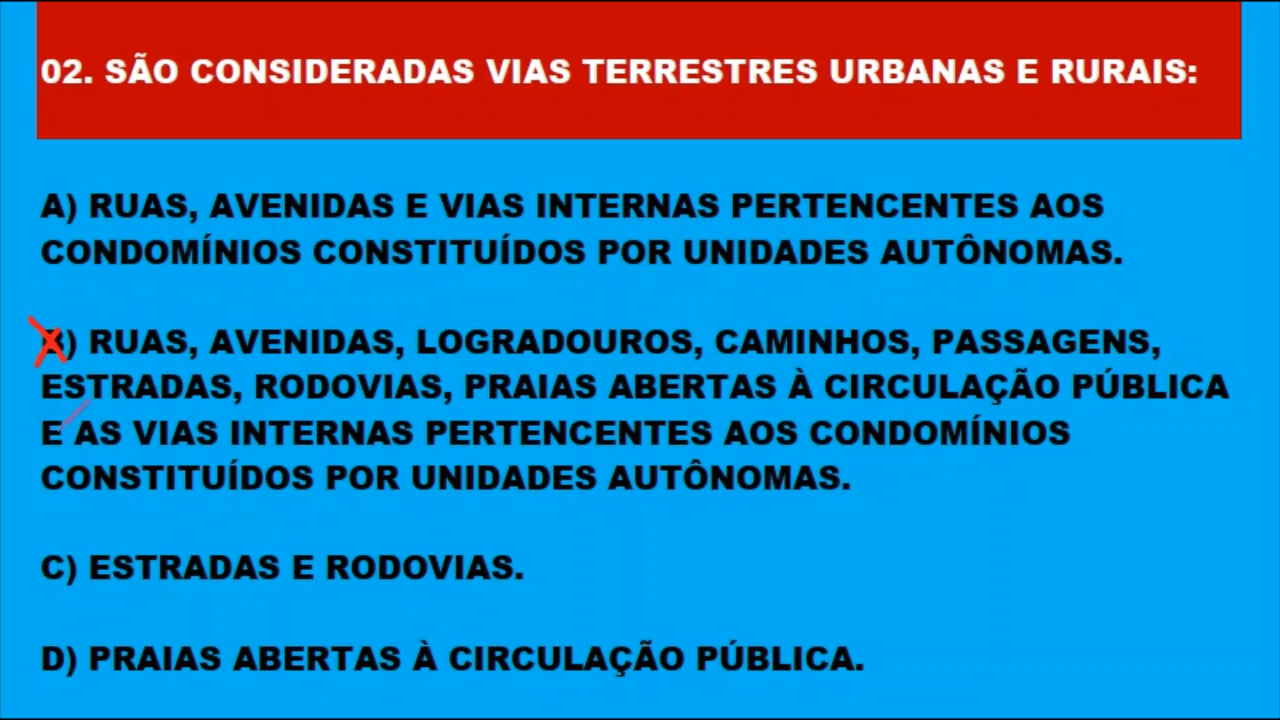 02. SÃO CONSIDERADAS VIAS TERRESTRES URBANAS E RURAIS:
A) RUAS, AVENIDAS E VIAS INTERNAS PERTENCENTES AOS
CONDOMÍNIOS CONSTITUÍDOS POR UNIDADES AUTÔNOMAS.
B) RUAS, AVENIDAS, LOGRADOUROS, CAMINHOS, PASSAGENS,
ESTRADAS, RODOVIAS, PRAIAS ABERTAS À CIRCULAÇÃO PÚBLICA
E AS VIAS INTERNAS PERTENCENTES AOS CONDOMÍNIOS
CONSTITUÍDOS POR UNIDADES AUTÔNOMAS.
C) ESTRADAS E RODOVIAS.
D) PRAIAS ABERTAS À CIRCULAÇÃO PÚBLICA.